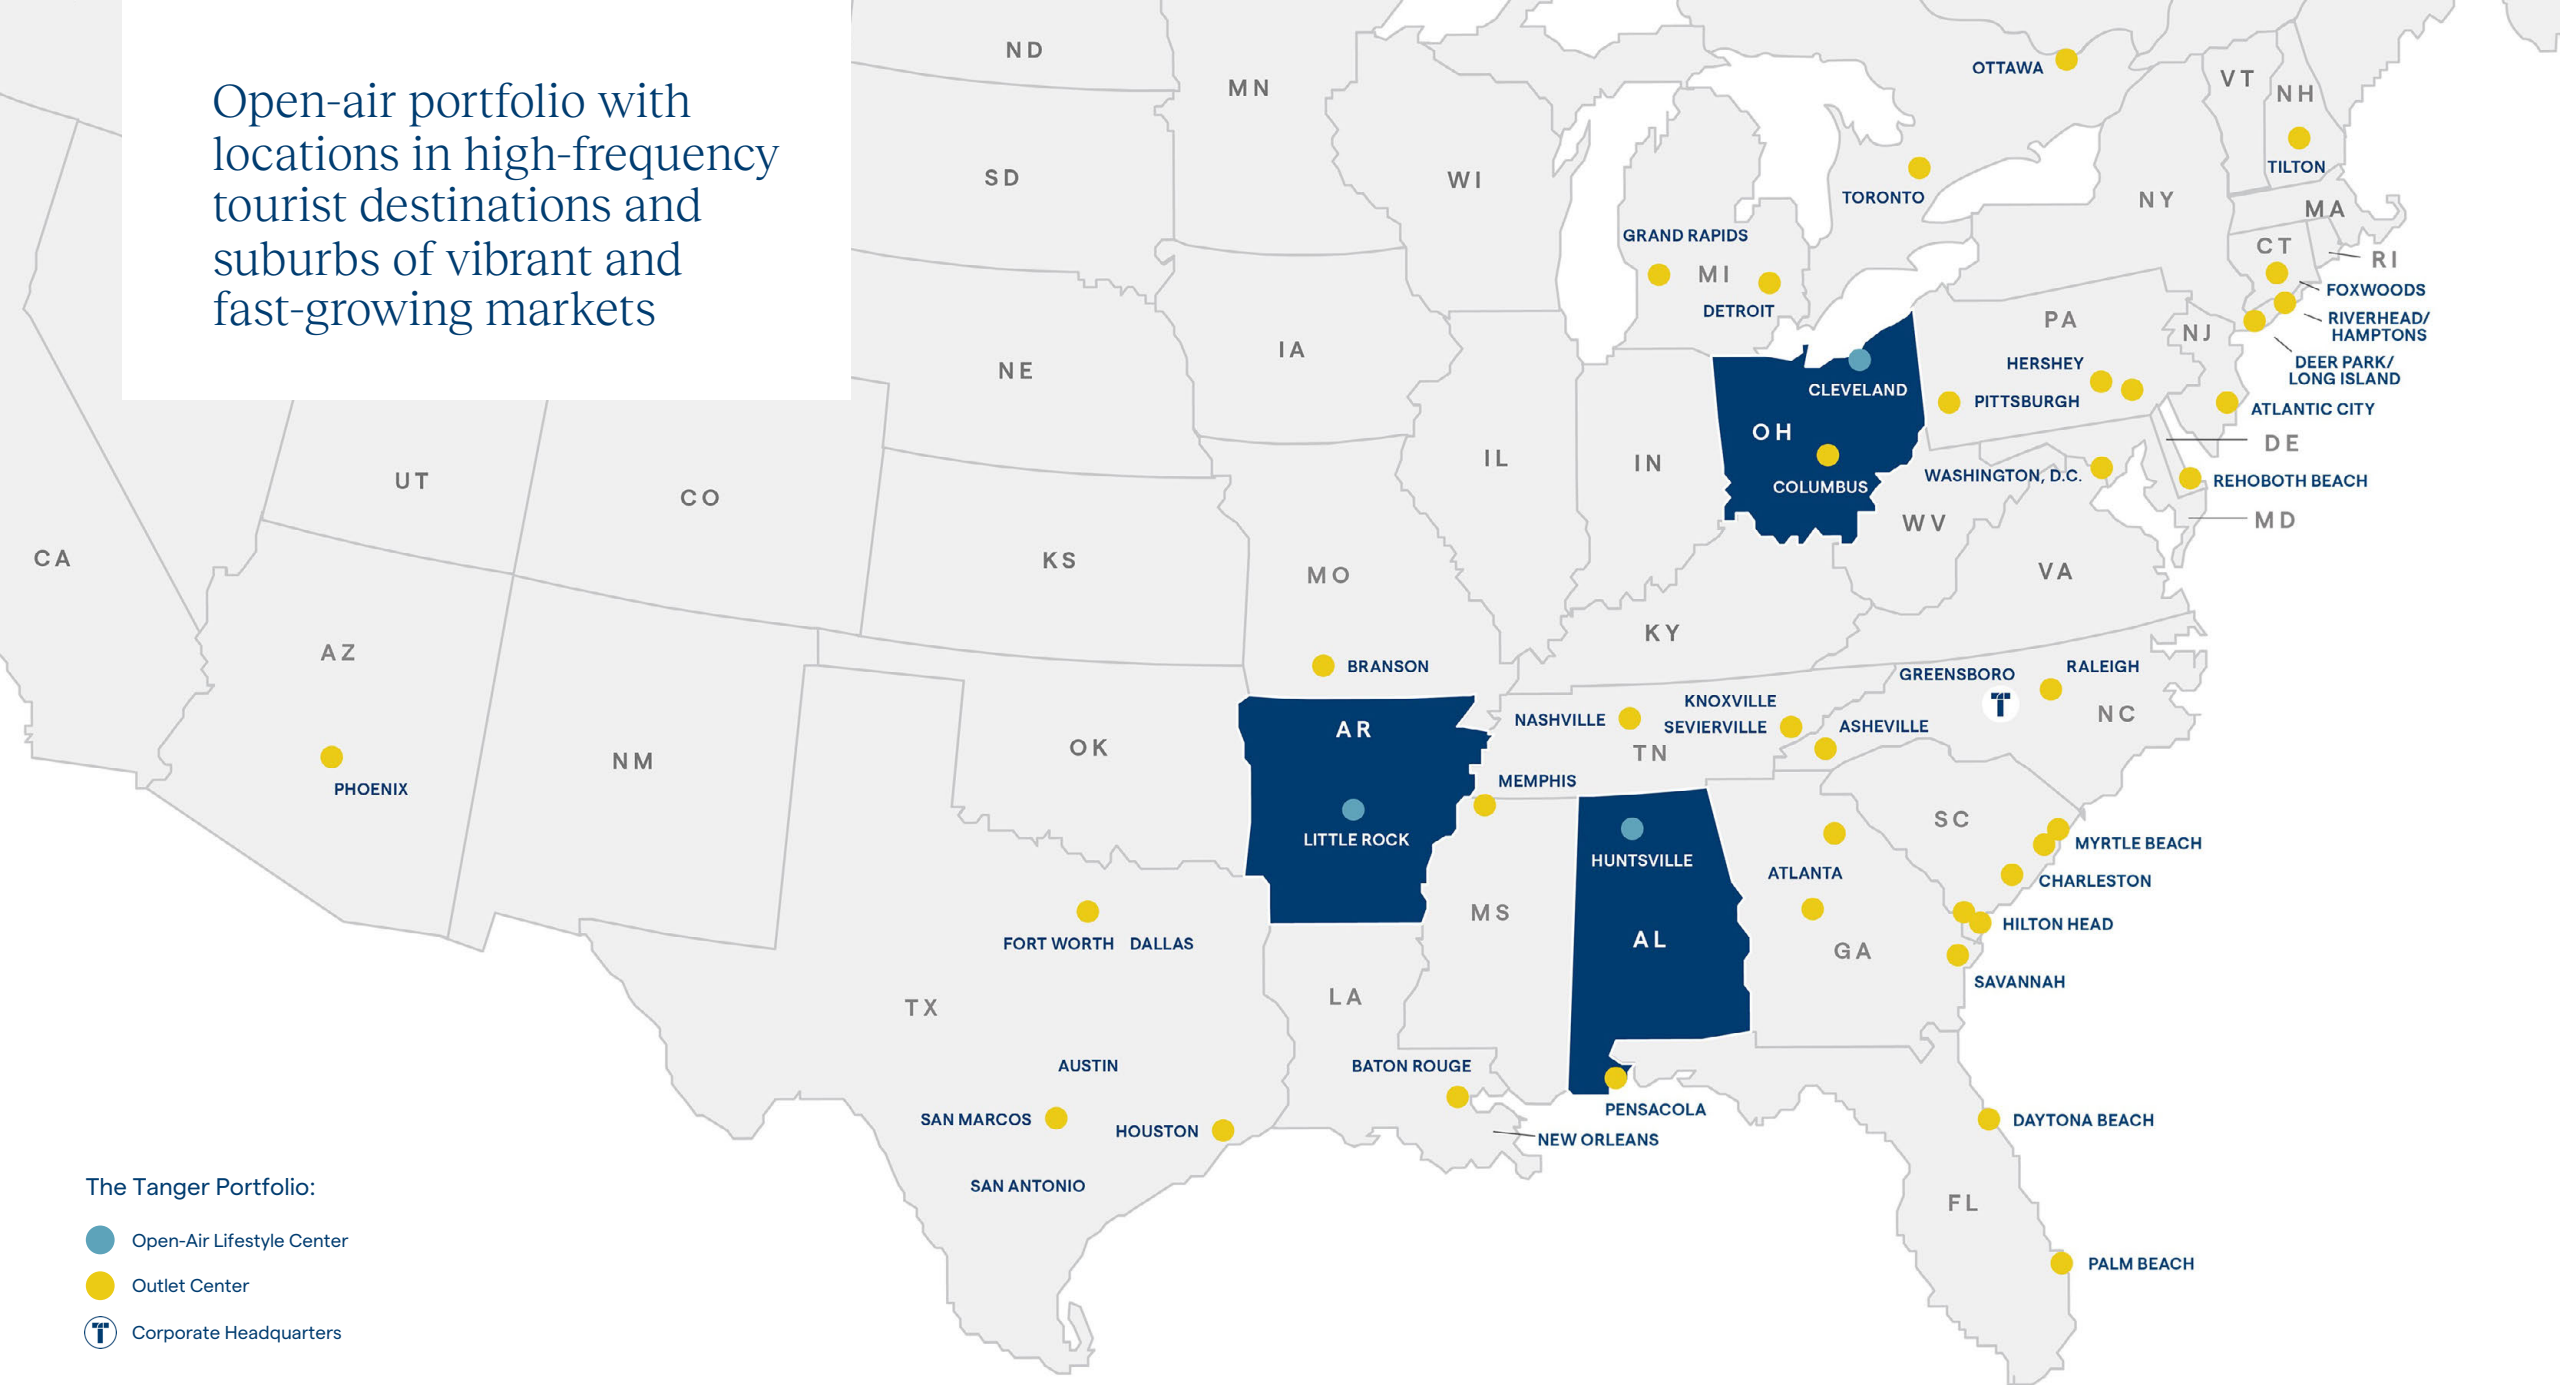 Open-air portfolio with
locations in high-frequency
tourist destinations and
suburbs of vibrant and
fast-growing markets
ND
MN
SD
WI
NE
IA
UT
CO
KS
MO
IL
IN
CA
AZ
NM
OK
TX
OTTAWA
VT
NH
TILTON
TORONTO
NY
MA
CT
RI
FOXWOODS
RIVERHEAD/
HAMPTONS
DEER PARK/
LONG ISLAND
GRAND RAPIDS
MI
DETROIT
PA
NJ
HERSHEY
PITTSBURGH
ATLANTIC CITY
DE
CLEVELAND
OH
COLUMBUS
WASHINGTON, D.C.
REHOBOTH BEACH
MD
WV
VA
KY
BRANSON
AR
LITTLE ROCK
NASHVILLE
KNOXVILLE
SEVIERVILLE
TN
MEMPHIS
ASHEVILLE
GREENSBORO
T
RALEIGH
NC
PHOENIX
SC
MYRTLE BEACH
CHARLESTON
HILTON HEAD
SAVANNAH
HUNTSVILLE
AL
ATLANTA
GA
MS
LA
FORT WORTH DALLAS
AUSTIN
SAN MARCOS
HOUSTON
SAN ANTONIO
BATON ROUGE
NEW ORLEANS
PENSACOLA
DAYTONA BEACH
FL
PALM BEACH
The Tanger Portfolio:
Open-Air Lifestyle Center
Outlet Center
T
Corporate Headquarters